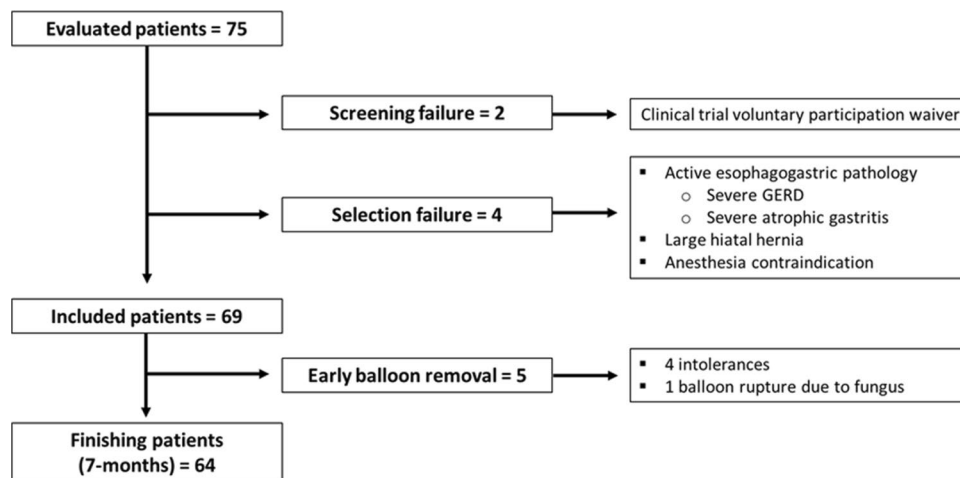 Evaluated patients = 75
Screening failure = 2
Clinical trial voluntary participation waiver
Selection failure = 4
▪ Active esophagogastric pathology
o Severe GERD
o Severe atrophic gastritis
▪ Large hiatal hernia
▪ Anesthesia contraindication
Included patients = 69
Early balloon removal = 5
▪ 4 intolerances
▪ 1 balloon rupture due to fungus
Finishing patients
(7-months) = 64